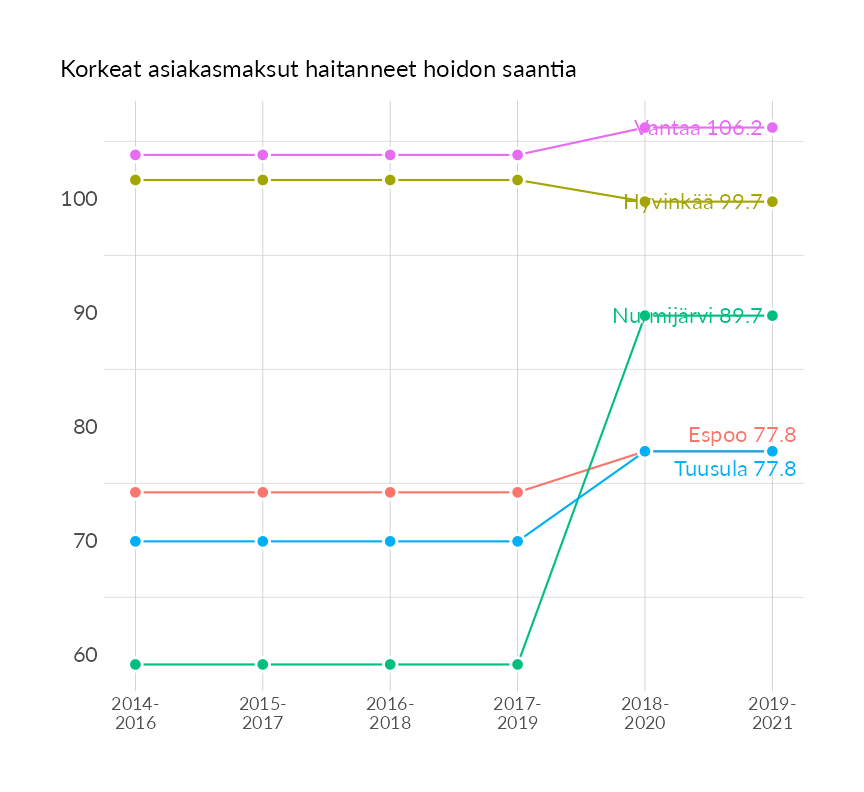 Korkeat asiakasmaksut haitanneet hoidon saantia
Vantaa 106.2
100
Hyvinkää 99.7
90
Nurmijärvi 89.7
80
Espoo 77.8
Tuusula 77.8
70
60
2014-
2016
2015-
2017
2016-
2018
2017-
2019
2018-
2020
2019-
2021